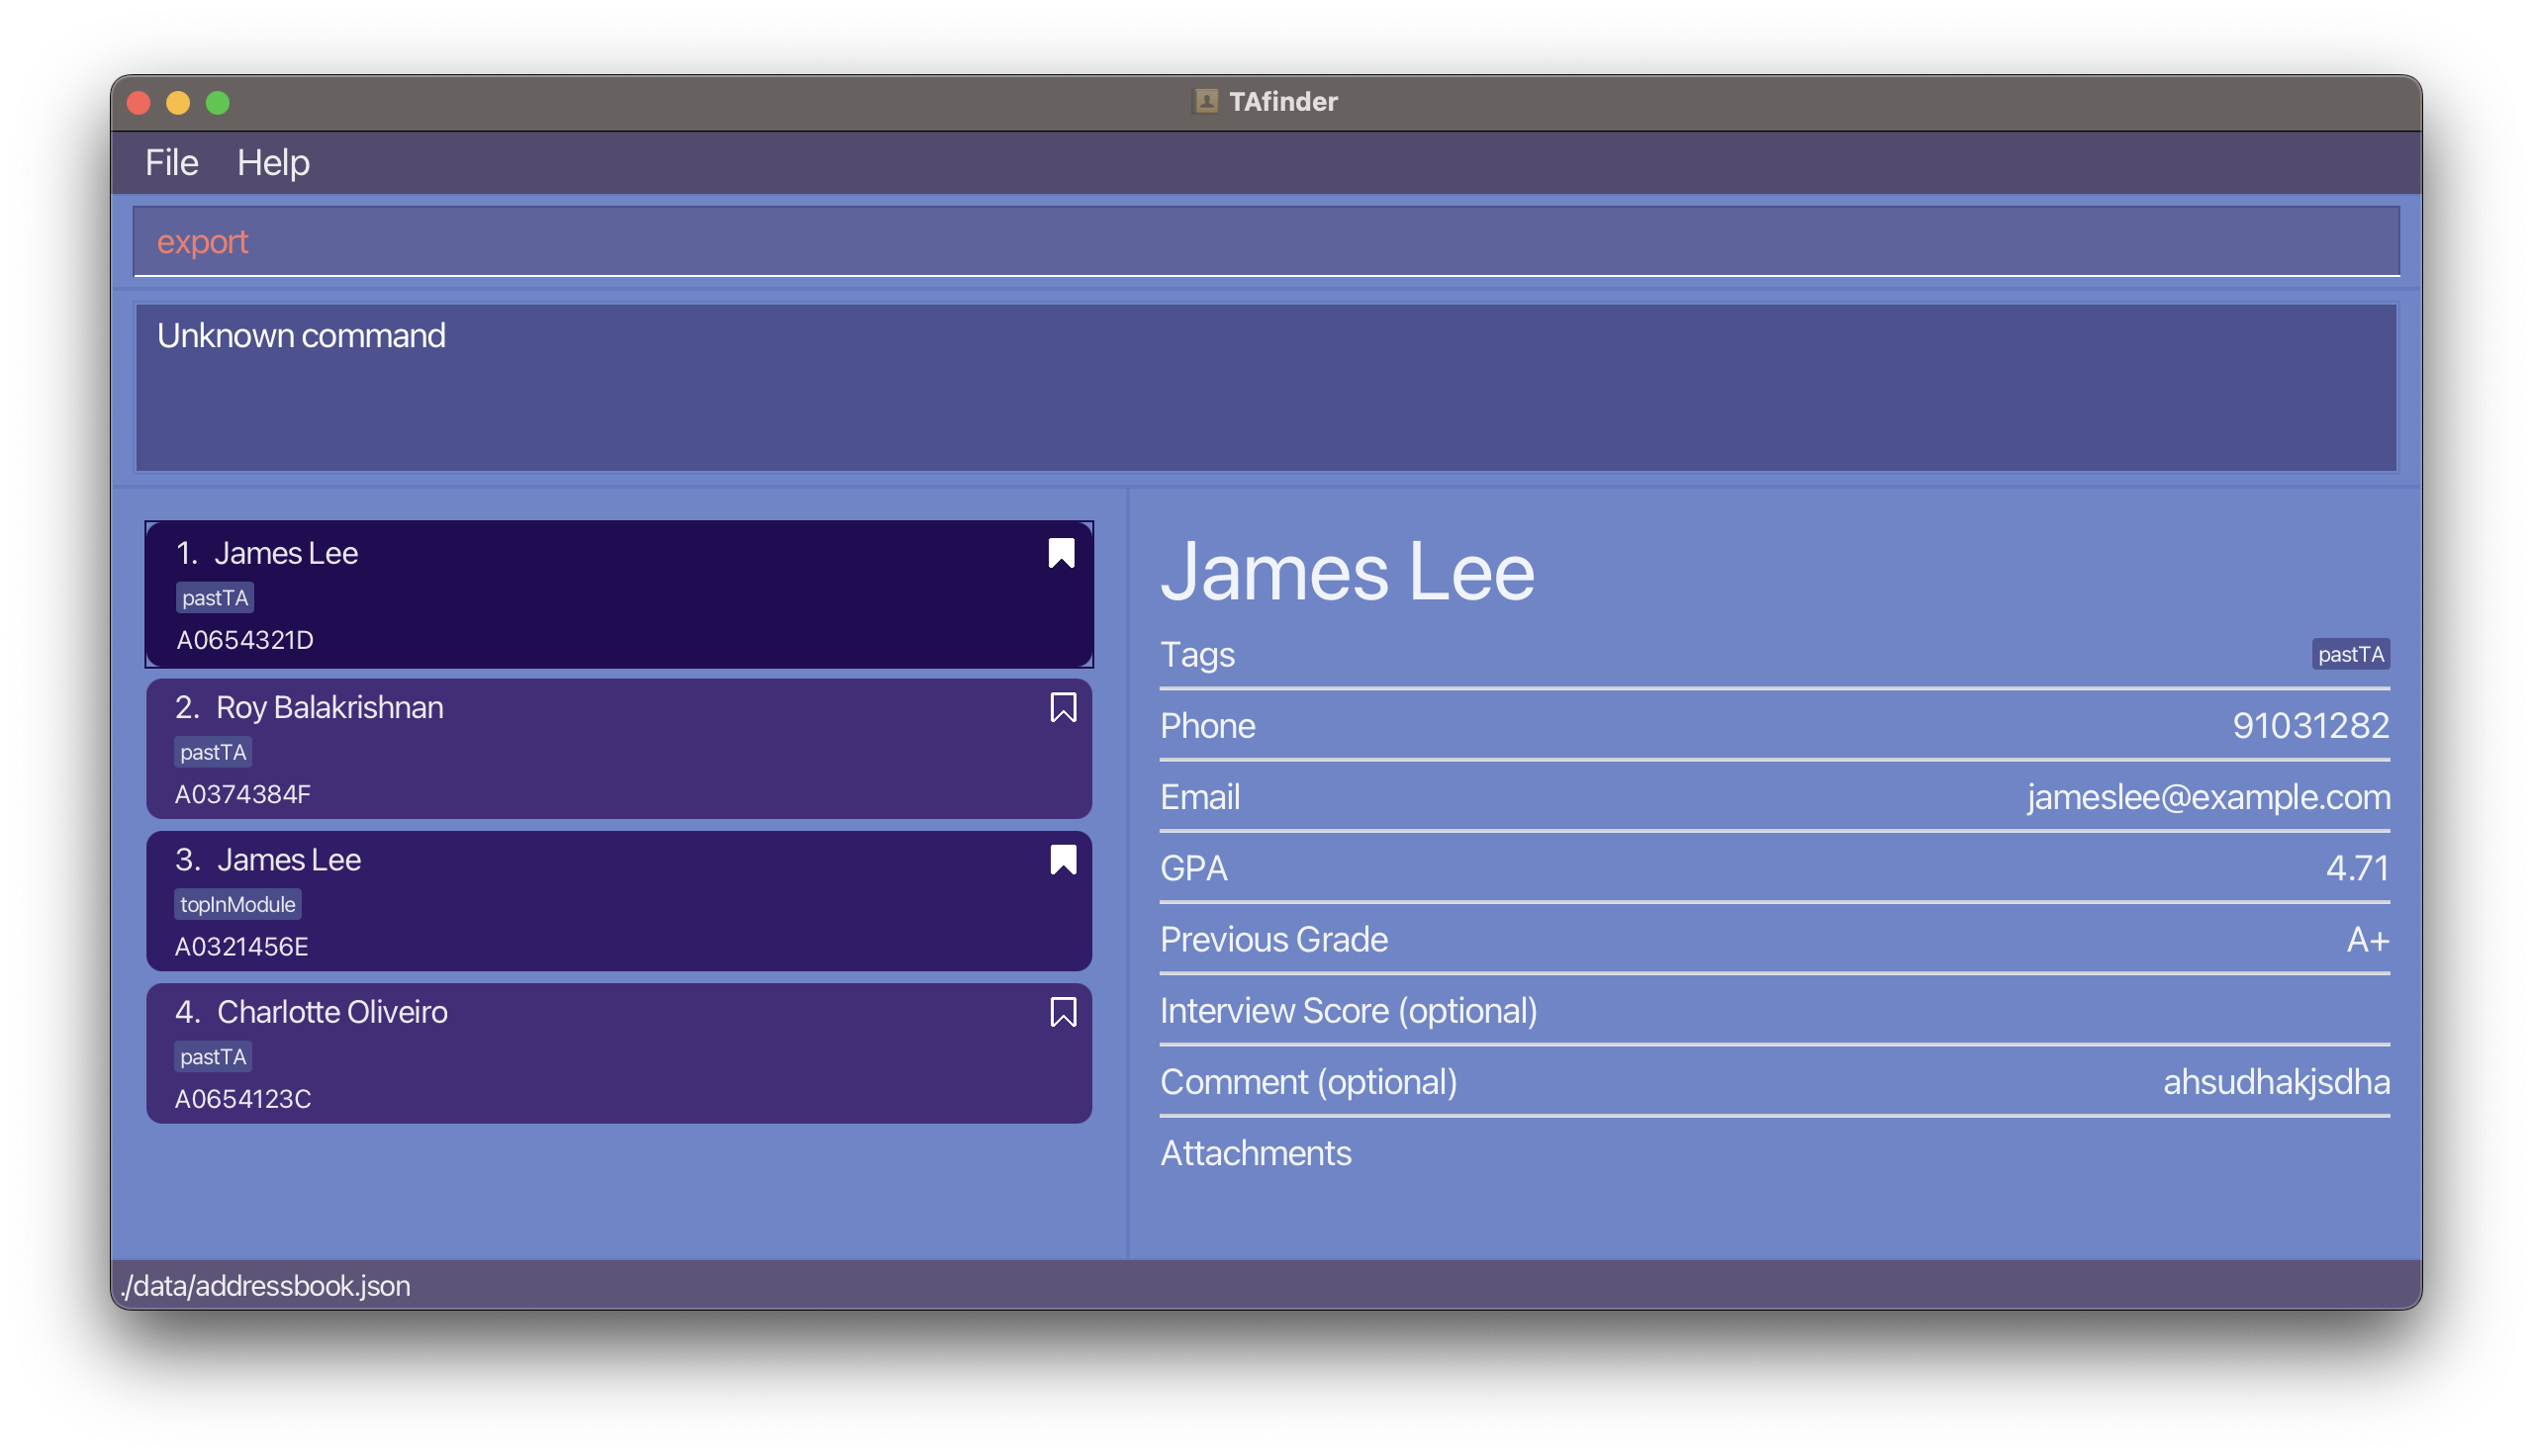 TAfinder
File Help
export
Unknown command
1. James Lee
pastTA
A0654321D
2. Roy Balakrishnan
pastTA
A0374384F
3. James Lee
topInModule
A0321456E
4. Charlotte Oliveiro
pastTA
A0654123C
James Lee
Tags pastTA
Phone 91031282
Email jameslee@example.com
GPA 4.71
Previous Grade A+
Interview Score (optional)
Comment (optional) ahsudhakjsdha
Attachments
./data/addressbook.json